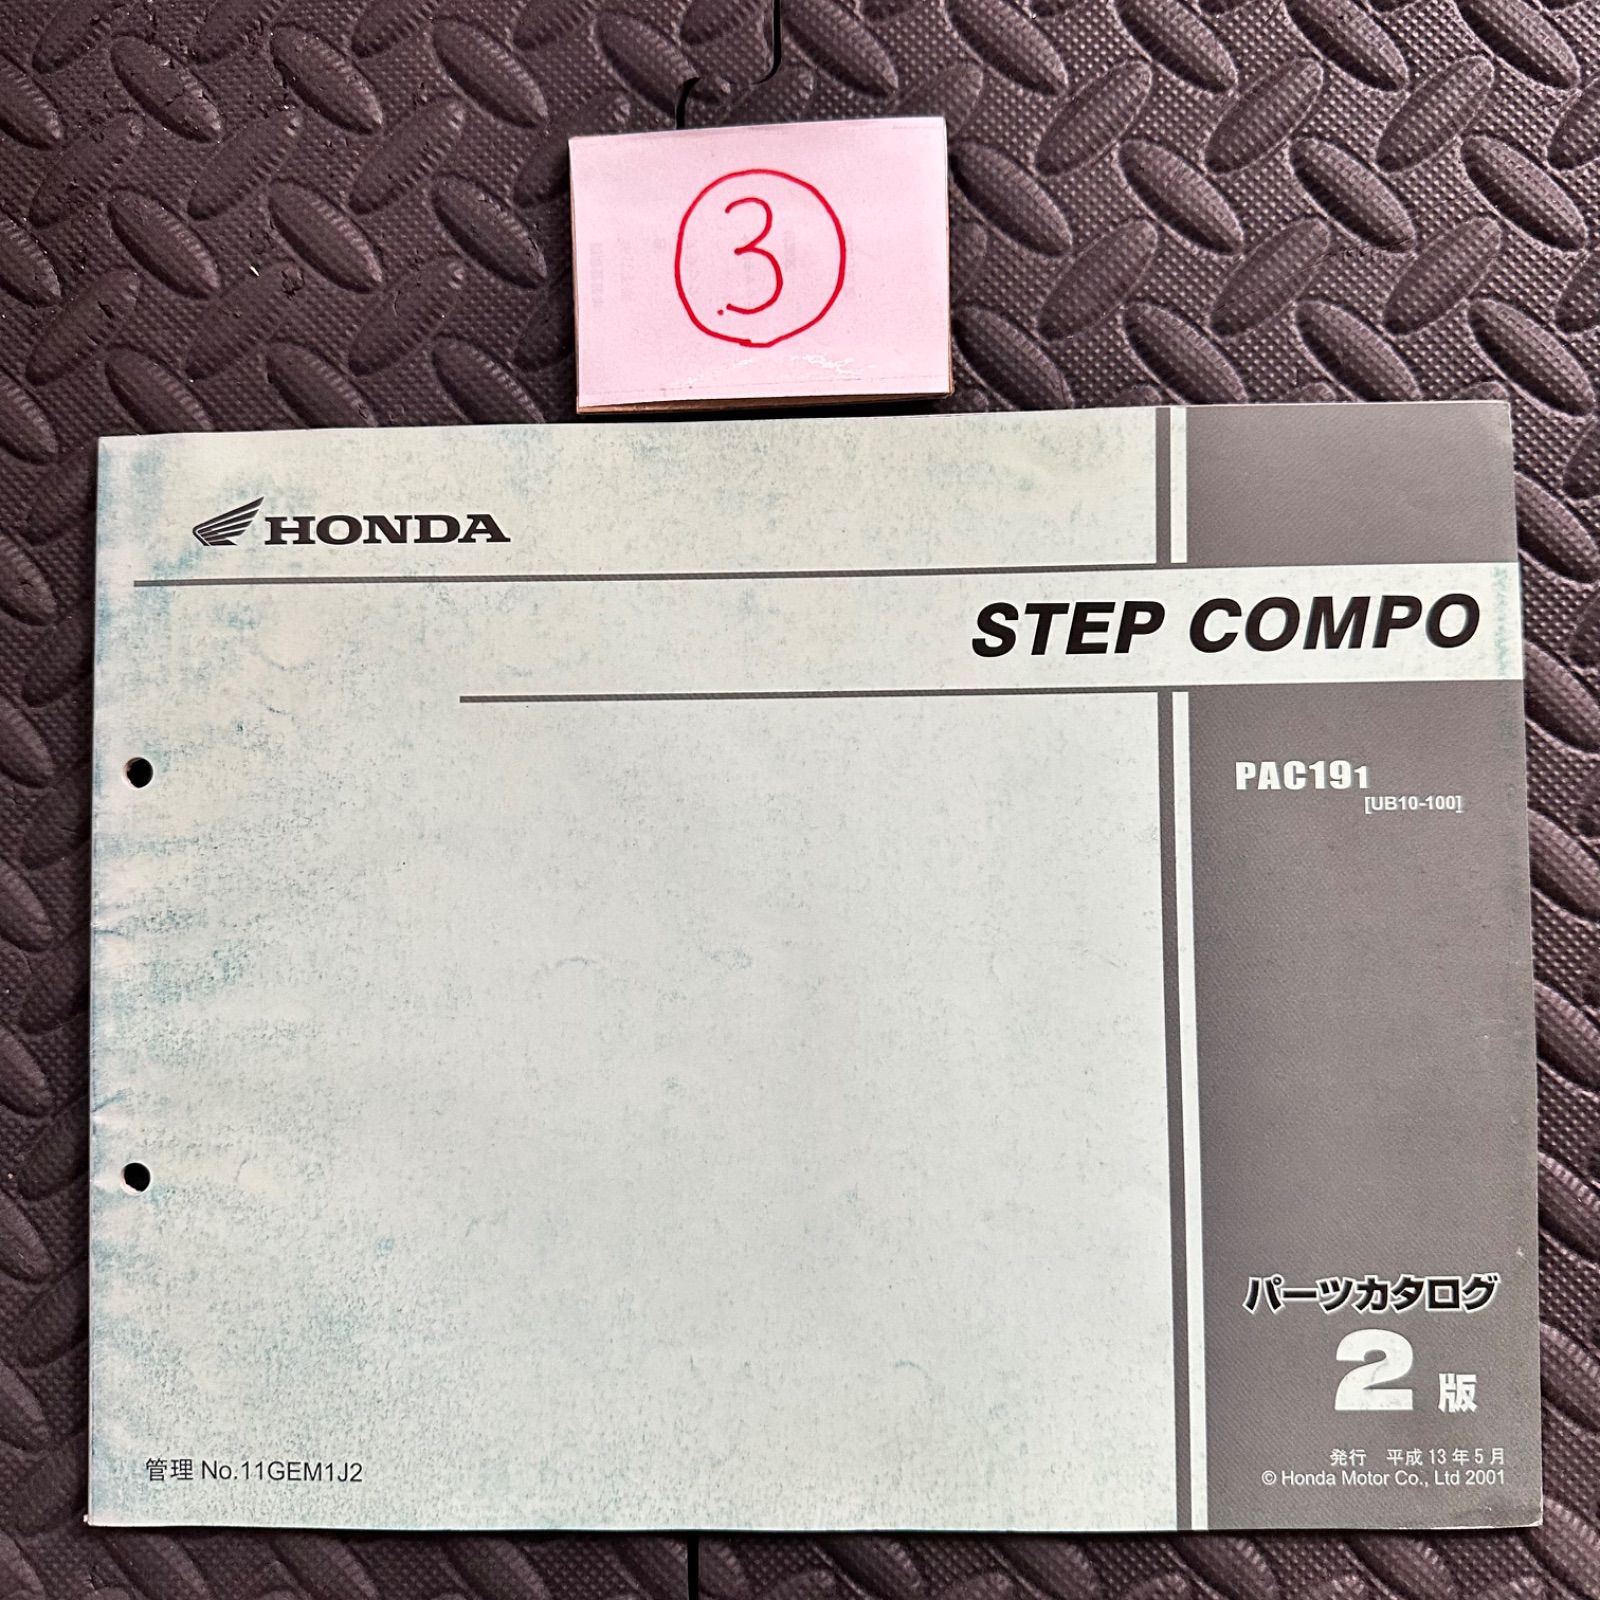 3
HONDA
STEP COMPO
PAC191
[UB10-100]
パーツカタログ
2版
発行 平成13年5月
© Honda Motor Co., Ltd 2001
管理 No.11GEM1J2